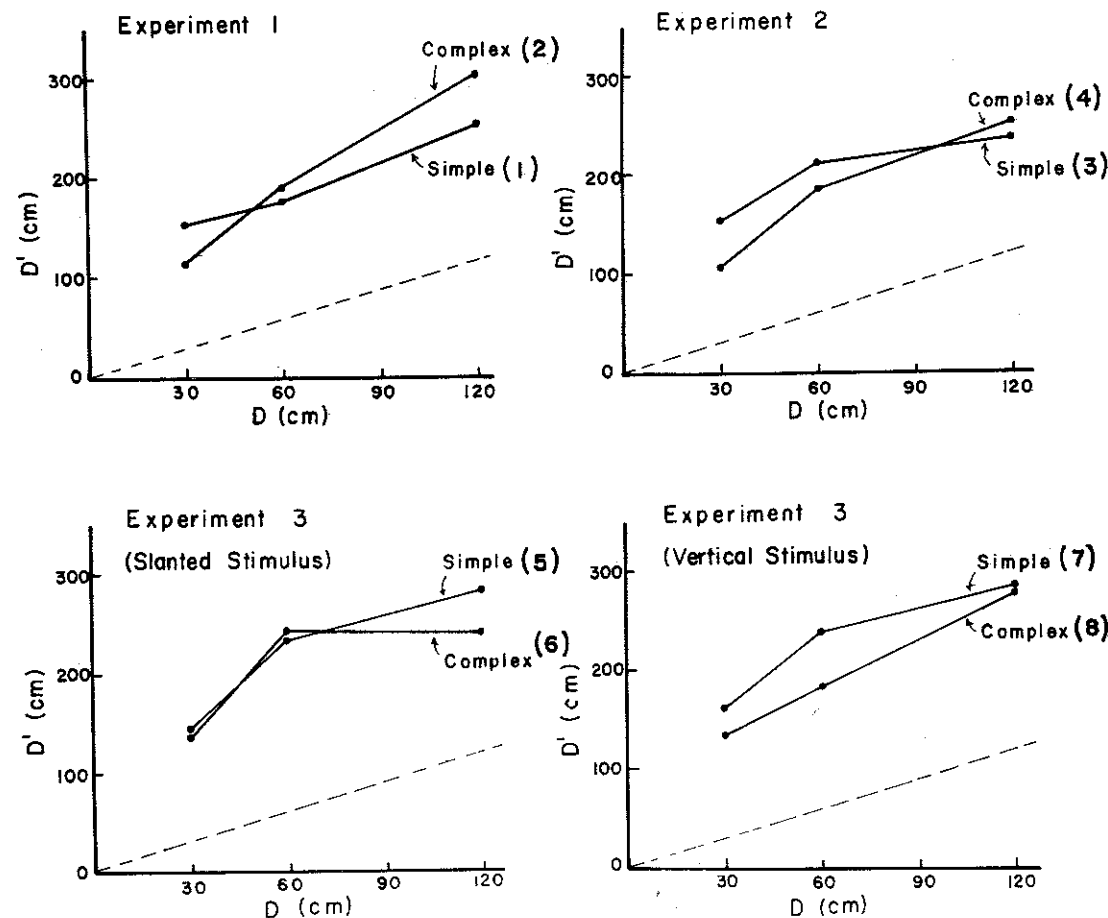 Experiment 1
Complex (2)
Simple (1)
300
200
100
0
D' (cm)
30 60 90 120
D (cm)
Experiment 2
Complex (4)
Simple (3)
300
200
100
0
D' (cm)
30 60 90 120
D (cm)
Experiment 3
(Slanted Stimulus)
Simple (5)
Complex (6)
300
200
100
0
D' (cm)
30 60 90 120
D (cm)
Experiment 3
(Vertical Stimulus)
Simple (7)
Complex (8)
300
200
100
0
D' (cm)
30 60 90 120
D (cm)